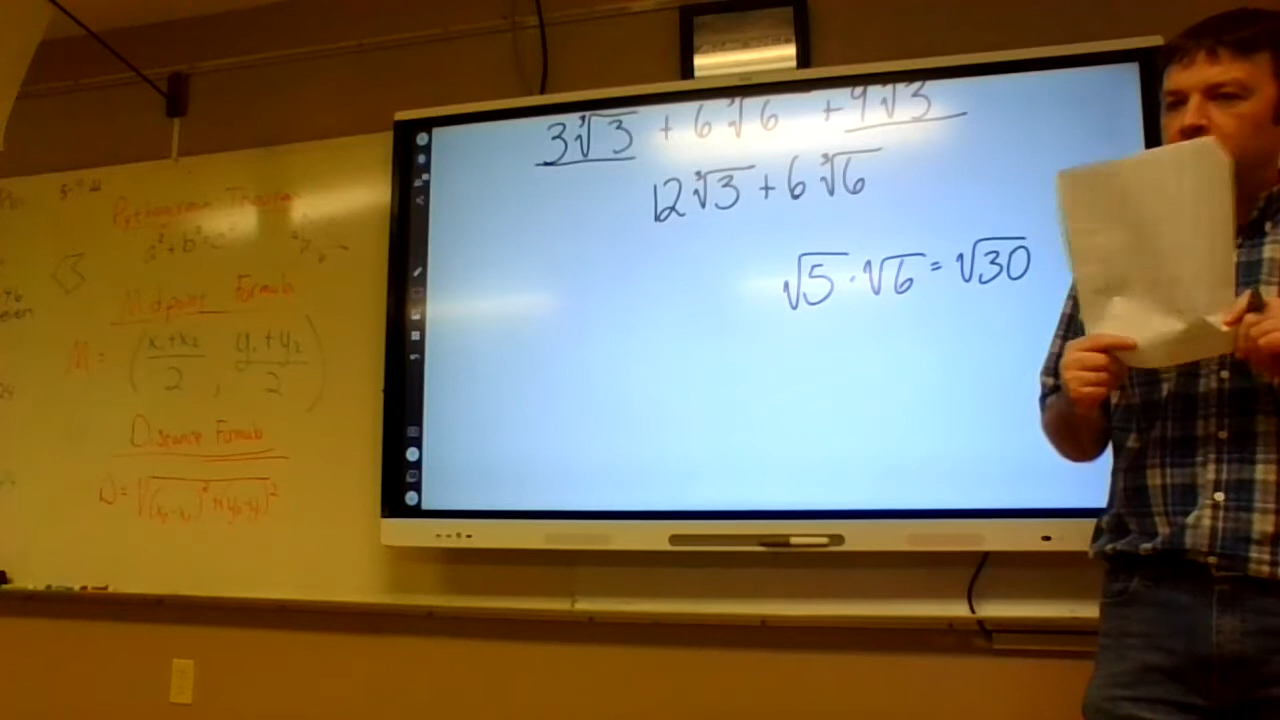 Pythagorean Theorem
a² + b² = c²
Midpoint Formula
M = (x₁+x₂/2, y₁+y₂/2)
Distance Formula
3∛3 + 6∛6 + 9∛3
12∛3 + 6∛6
√5 · √6 = √30